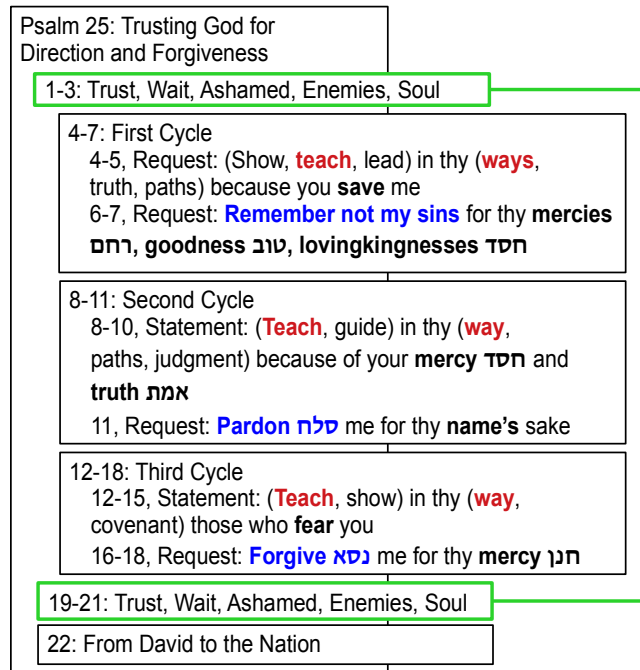 Psalm 25: Trusting God for
Direction and Forgiveness
1-3: Trust, Wait, Ashamed, Enemies, Soul
4-7: First Cycle
4-5, Request: (Show, teach, lead) in thy (ways,
truth, paths) because you save me
6-7, Request: Remember not my sins for thy mercies
רחם, goodness טוב, lovingkingnesses חסד
8-11: Second Cycle
8-10, Statement: (Teach, guide) in thy (way,
paths, judgment) because of your mercy חסד and
truth אמת
11, Request: Pardon סלח me for thy name's sake
12-18: Third Cycle
12-15, Statement: (Teach, show) in thy (way,
covenant) those who fear you
16-18, Request: Forgive נסא me for thy mercy חנן
19-21: Trust, Wait, Ashamed, Enemies, Soul
22: From David to the Nation